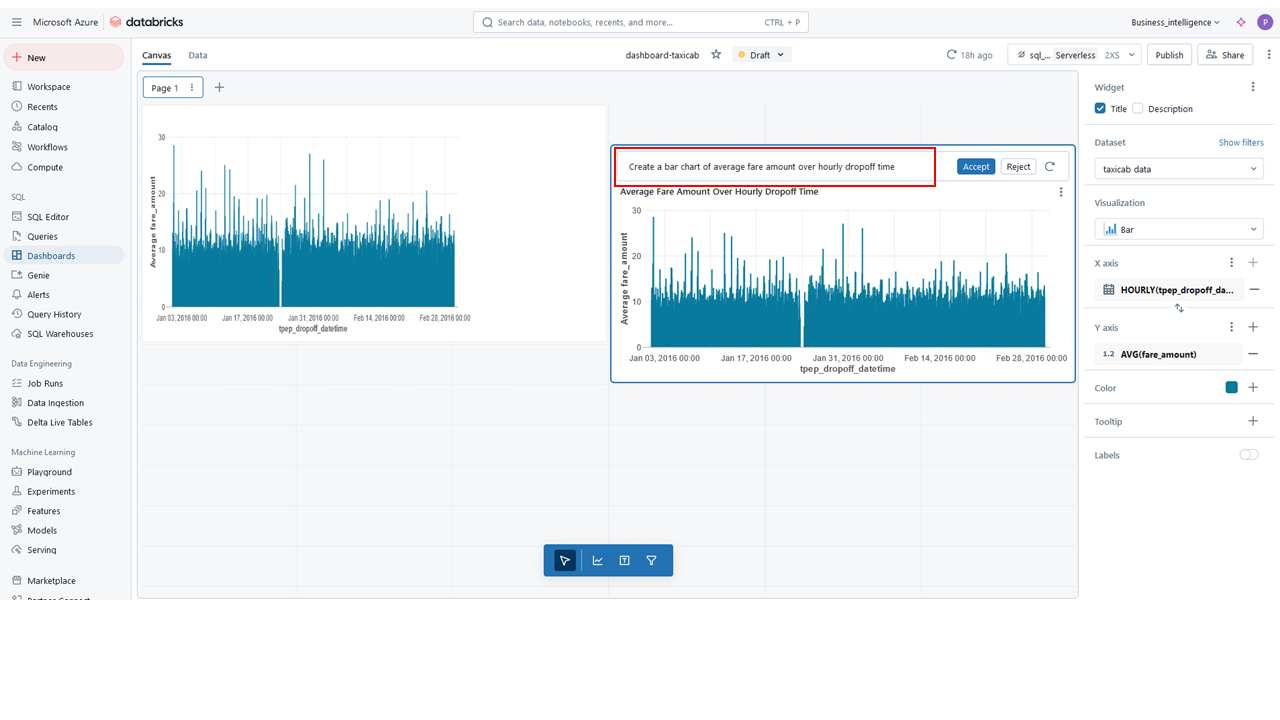 Microsoft Azure
databricks
Search data, notebooks, recents, and more...
CTRL + P
Business_intelligence
P
New
Workspace
Recents
Catalog
Workflows
Compute
SQL
SQL Editor
Queries
Dashboards
Genie
Alerts
Query History
SQL Warehouses
Data Engineering
Job Runs
Data Ingestion
Delta Live Tables
Machine Learning
Playground
Experiments
Features
Models
Serving
Marketplace
Partner Connect
Canvas
Data
dashboard-taxicab
Draft
18h ago
sql_... Serverless 2XS
Publish
Share
Page 1
30
20
10
0
Average fare_amount
Jan 03, 2016 00:00
Jan 17, 2016 00:00
Jan 31, 2016 00:00
Feb 14, 2016 00:00
Feb 28, 2016 00:00
tpep_dropoff_datetime
Create a bar chart of average fare amount over hourly dropoff time
Accept
Reject
Average Fare Amount Over Hourly Dropoff Time
30
20
10
0
Average fare_amount
Jan 03, 2016 00:00
Jan 17, 2016 00:00
Jan 31, 2016 00:00
Feb 14, 2016 00:00
Feb 28, 2016 00:00
tpep_dropoff_datetime
Widget
Title
Description
Dataset
Show filters
taxicab data
Visualization
Bar
X axis
HOURLY(tpep_dropoff_da...
Y axis
1.2 AVG(fare_amount)
Color
Tooltip
Labels